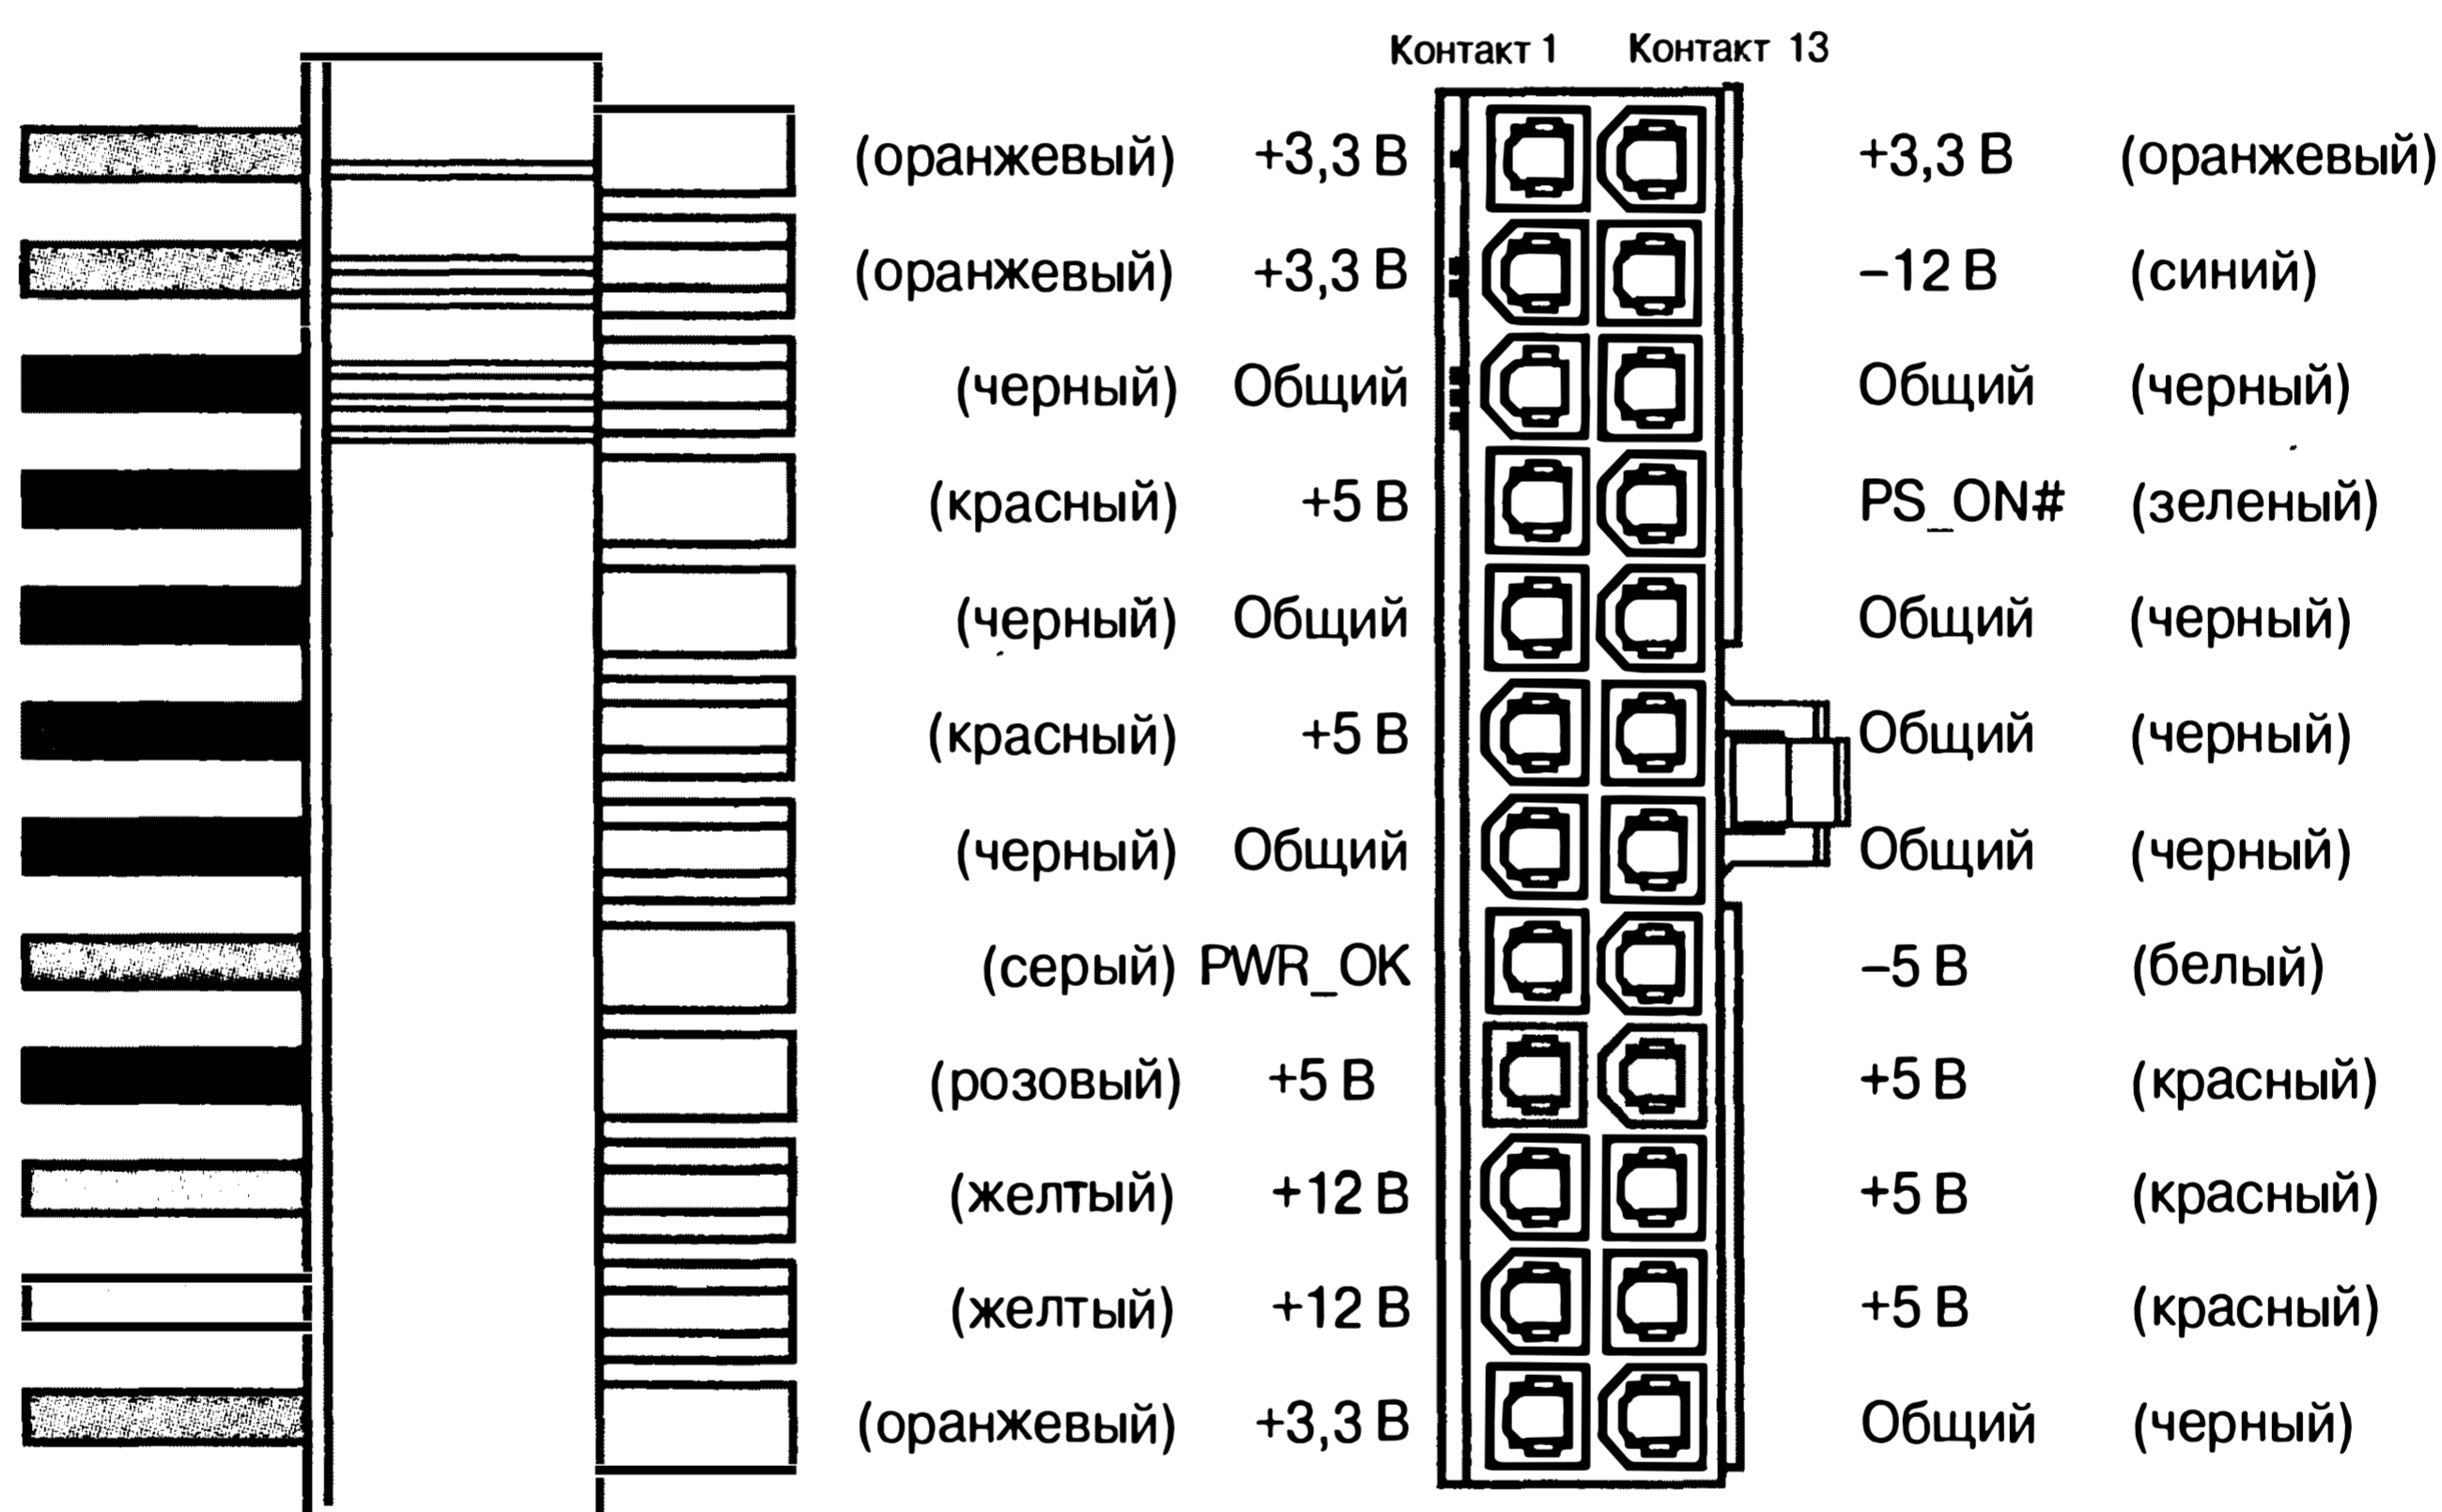 Контакт 1 Контакт 13
(оранжевый) +3,3 В +3,3 В (оранжевый)
(оранжевый) +3,3 В –12 В (синий)
(черный) Общий Общий (черный)
(красный) +5 В PS_ON# (зеленый)
(черный) Общий Общий (черный)
(красный) +5 В Общий (черный)
(черный) Общий Общий (черный)
(серый) PWR_OK –5 В (белый)
(розовый) +5 В +5 В (красный)
(желтый) +12 В +5 В (красный)
(желтый) +12 В +5 В (красный)
(оранжевый) +3,3 В Общий (черный)